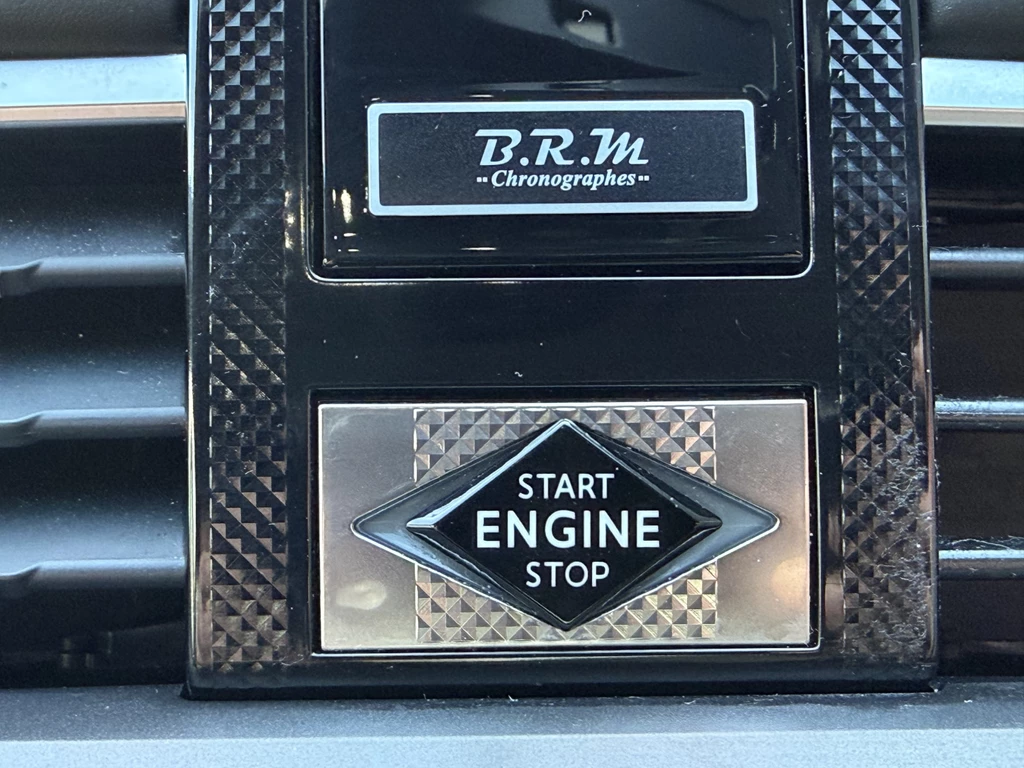 B.R.M
Chronographes
START
ENGINE
STOP